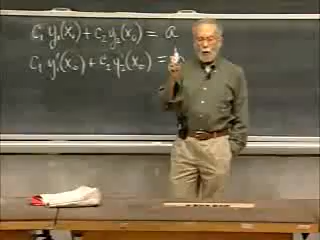 c₁ y₁(x₀) + c₂ y₂(x₀) = a
c₁ y₁'(x₀) + c₂ y₂'(x₀) =